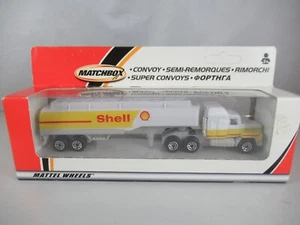 MATCHBOX
• CONVOY • SEMI-REMORQUES • RIMORCHI
• SUPER CONVOYS • ΦΟΡΤΗΓΑ
Shell
MATTEL WHEELS